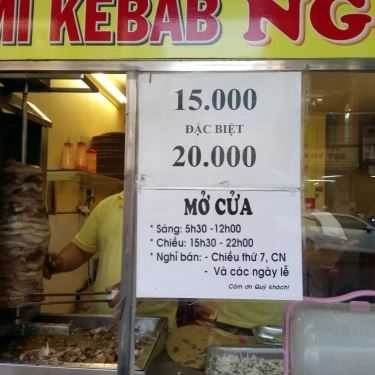 MI KEBAB NG
15.000
ĐẶC BIỆT
20.000
MỞ CỬA
* Sáng: 5h30 -12h00
* Chiều: 15h30 - 22h00
* Nghỉ bán: - Chiều thứ 7, CN
- Và các ngày lễ
Cảm ơn Quý khách!